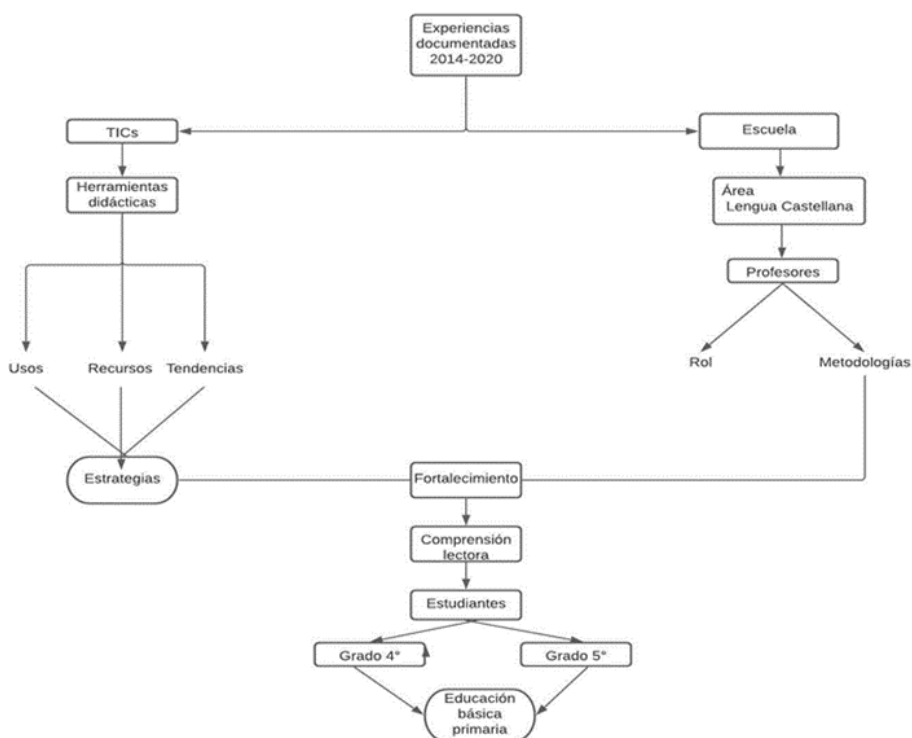 Experiencias
documentadas
2014-2020
TICs
Escuela
Herramientas
didácticas
Área
Lengua Castellana
Profesores
Usos
Recursos
Tendencias
Rol
Metodologías
Estrategias
Fortalecimiento
Comprensión
lectora
Estudiantes
Grado 4°
Grado 5°
Educación
básica
primaria